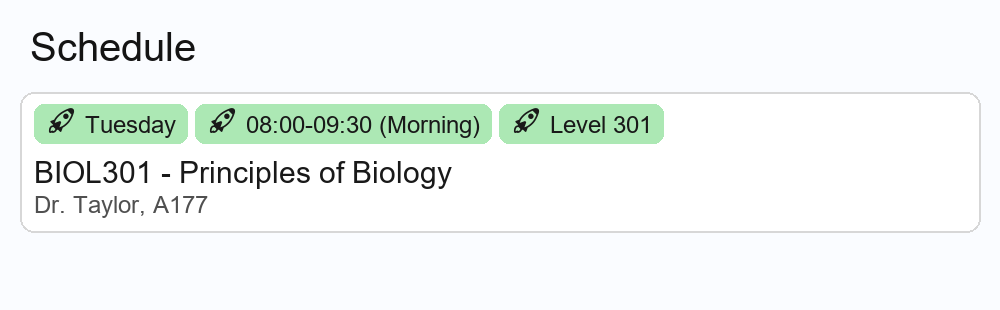 Schedule
Tuesday 08:00-09:30 (Morning) Level 301
BIOL301 - Principles of Biology
Dr. Taylor, A177